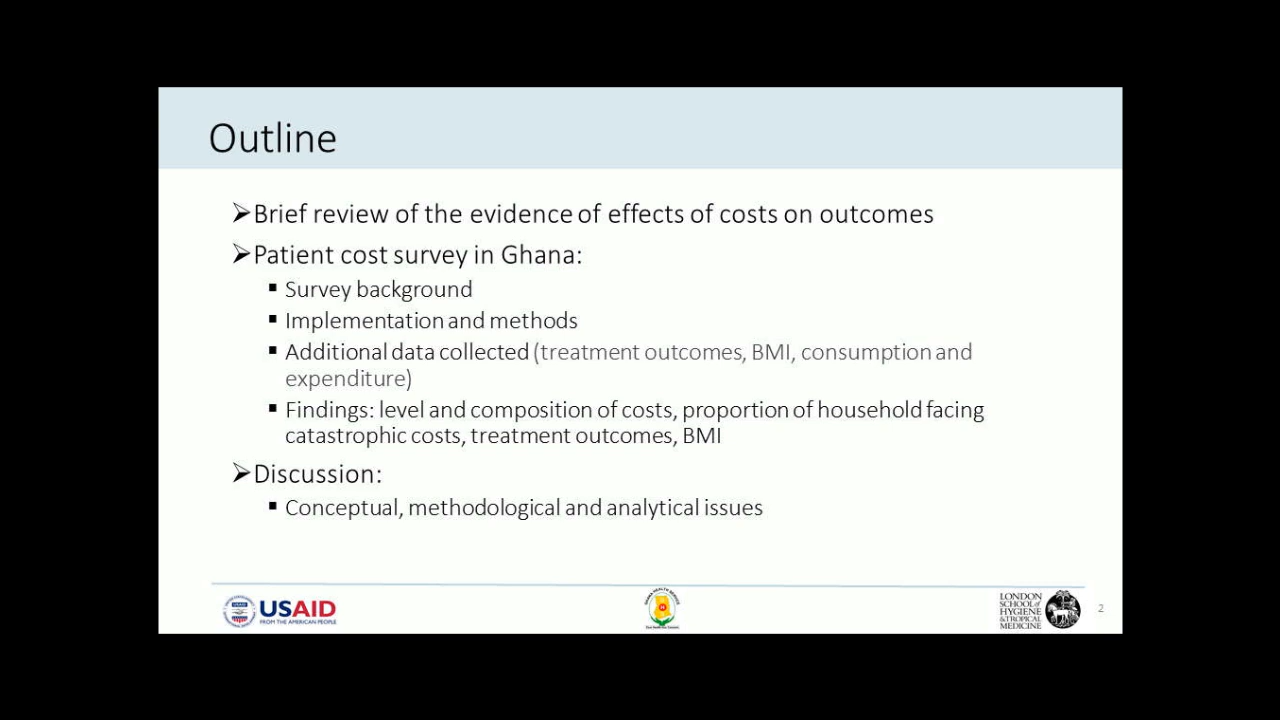 Outline
➢Brief review of the evidence of effects of costs on outcomes
➢Patient cost survey in Ghana:
▪ Survey background
▪ Implementation and methods
▪ Additional data collected (treatment outcomes, BMI, consumption and
expenditure)
▪ Findings: level and composition of costs, proportion of household facing
catastrophic costs, treatment outcomes, BMI
➢Discussion:
▪ Conceptual, methodological and analytical issues
USAID
FROM THE AMERICAN PEOPLE
GHANA HEALTH SERVICE
LONDON
SCHOOL of
HYGIENE
& TROPICAL
MEDICINE
2